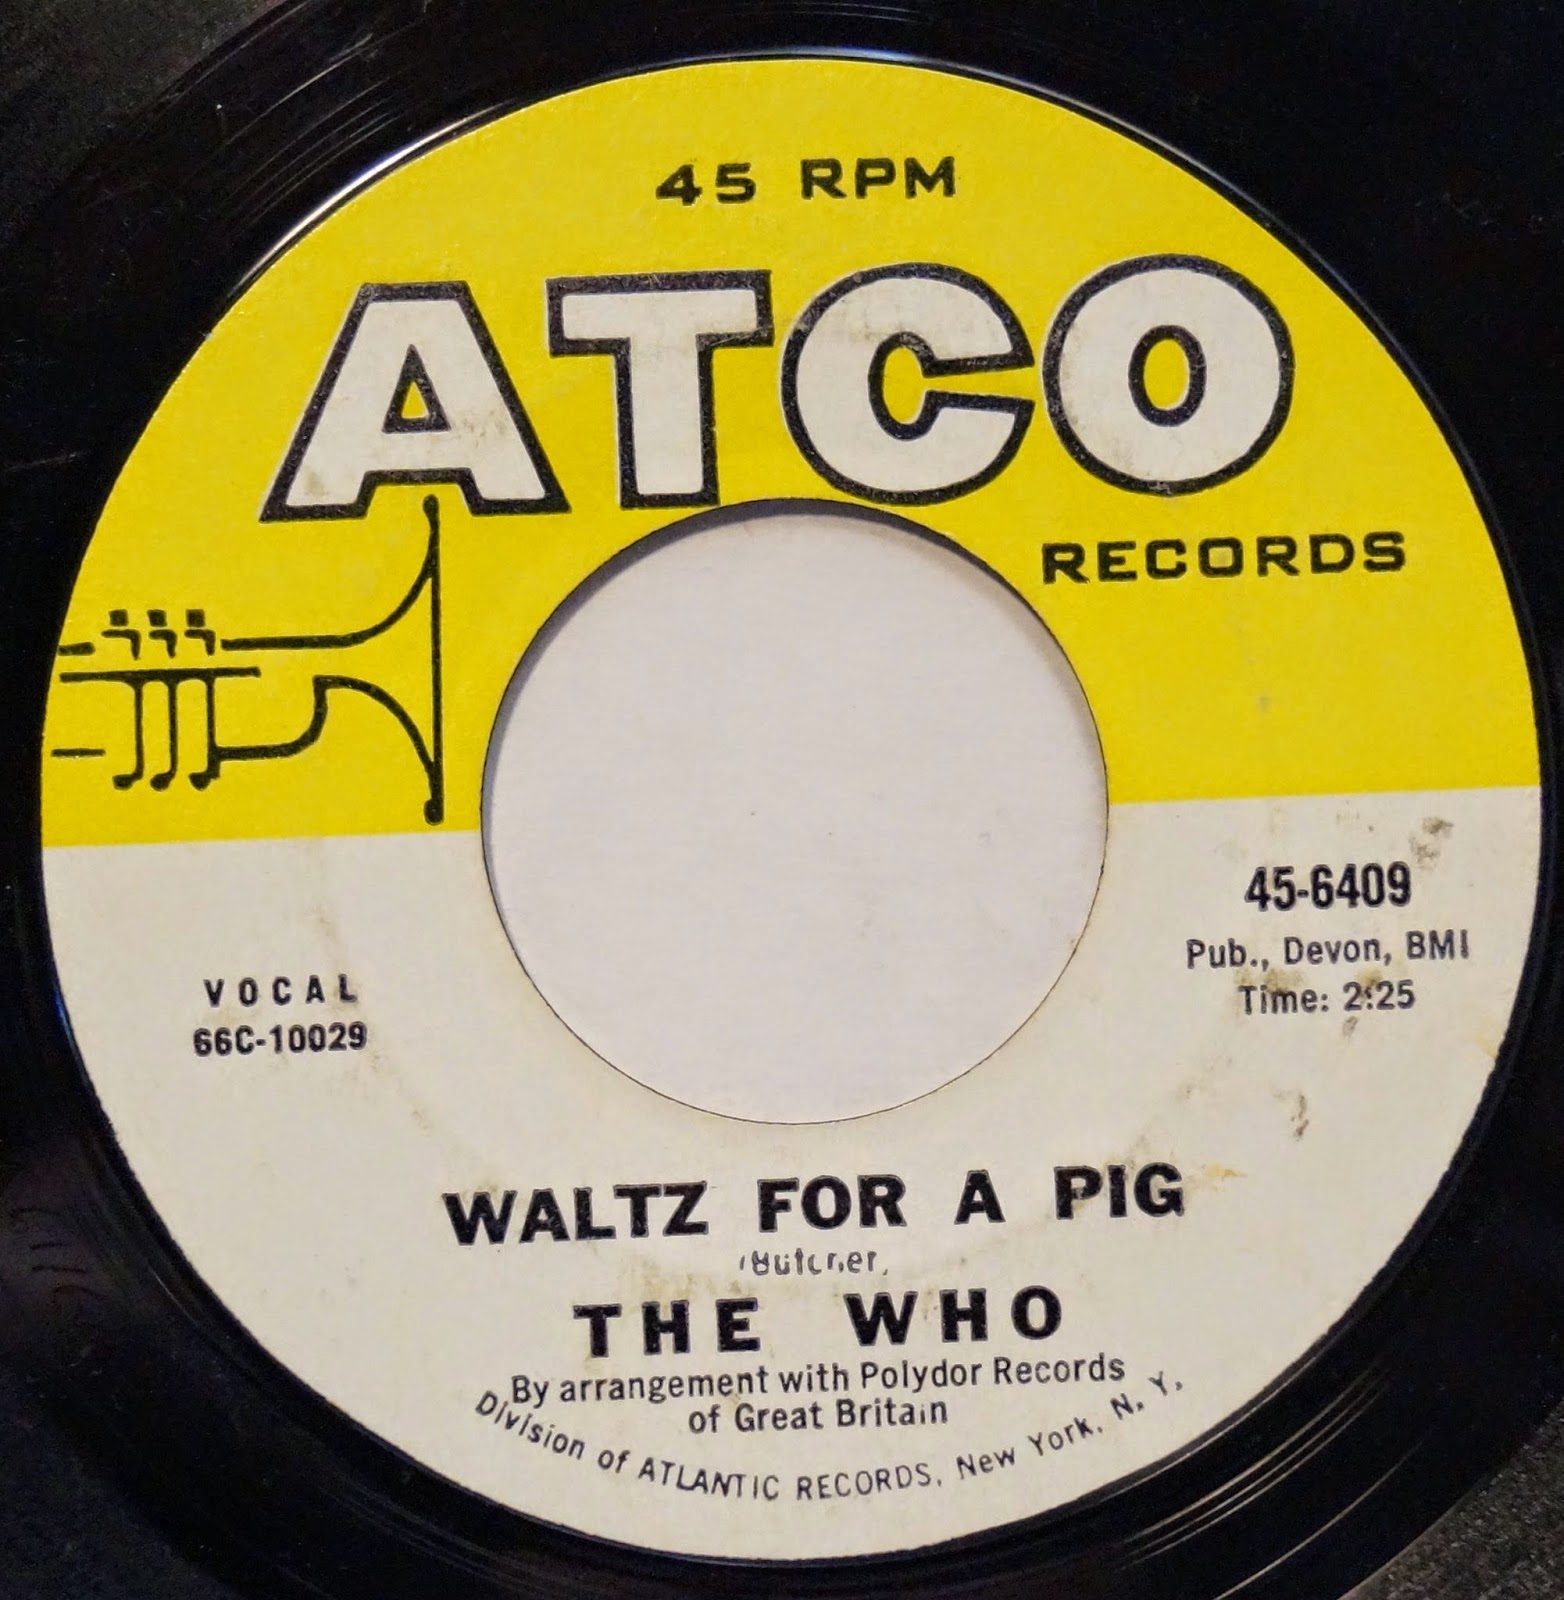 45 RPM
ATCO
RECORDS
45-6409
Pub., Devon, BMI
Time: 2:25
VOCAL
66C-10029
WALTZ FOR A PIG
(Butcher)
THE WHO
By arrangement with Polydor Records
of Great Britain
Division of ATLANTIC RECORDS, New York, N. Y.